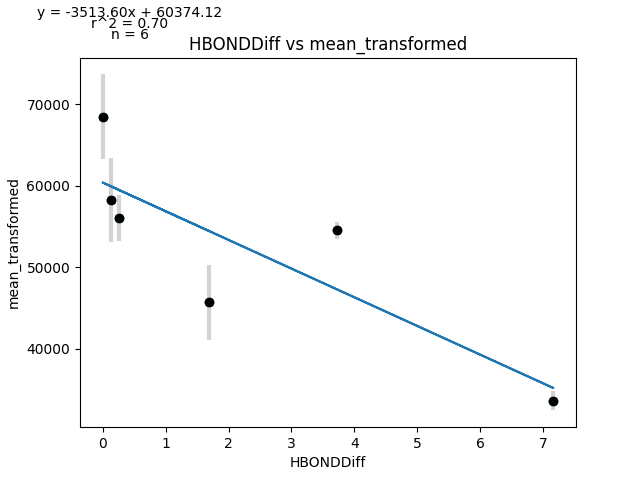 y = -3513.60x + 60374.12
r^2 = 0.70
n = 6
HBONDDiff vs mean_transformed
70000
60000
50000
40000
mean_transformed
0 1 2 3 4 5 6 7
HBONDDiff